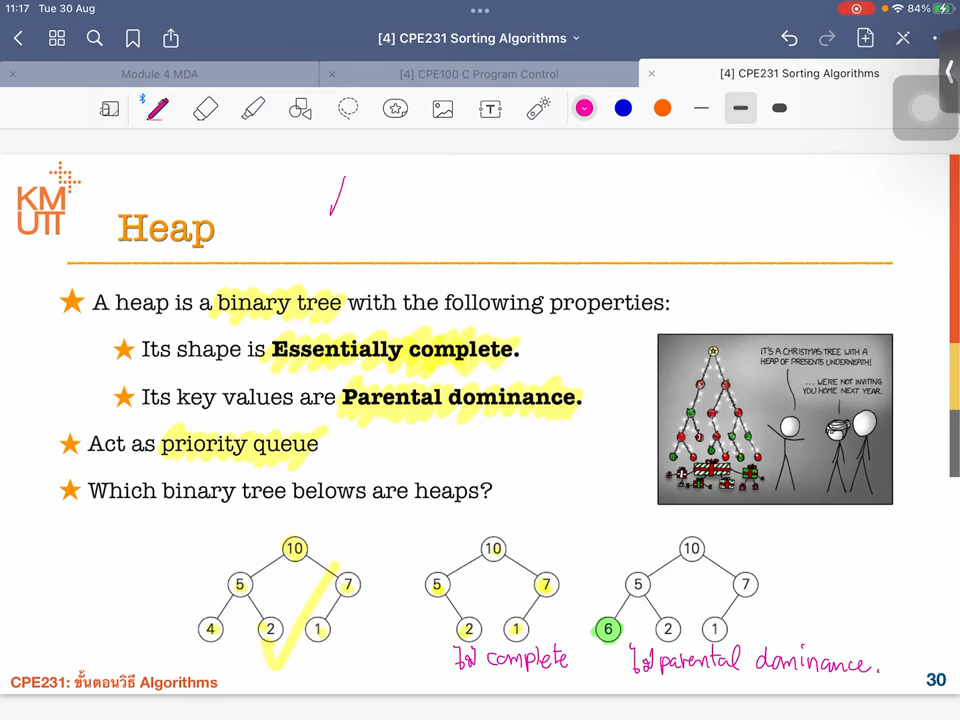 11:17 Tue 30 Aug
84%
[4] CPE231 Sorting Algorithms
Module 4 MDA
[4] CPE100 C Program Control
[4] CPE231 Sorting Algorithms
KM
UTT
Heap
A heap is a binary tree with the following properties:
Its shape is Essentially complete.
Its key values are Parental dominance.
Act as priority queue
Which binary tree belows are heaps?
IT'S A CHRISTMAS TREE WITH A
HEAP OF PRESENTS UNDERNEATH!
... WE'RE NOT INVITING
YOU HOME NEXT YEAR.
10 10 10
5 7 5 7 5 7
4 2 1 2 1 6 2 1
ไม่ complete ไม่ parental dominance.
CPE231: ขั้นตอนวิธี Algorithms
30